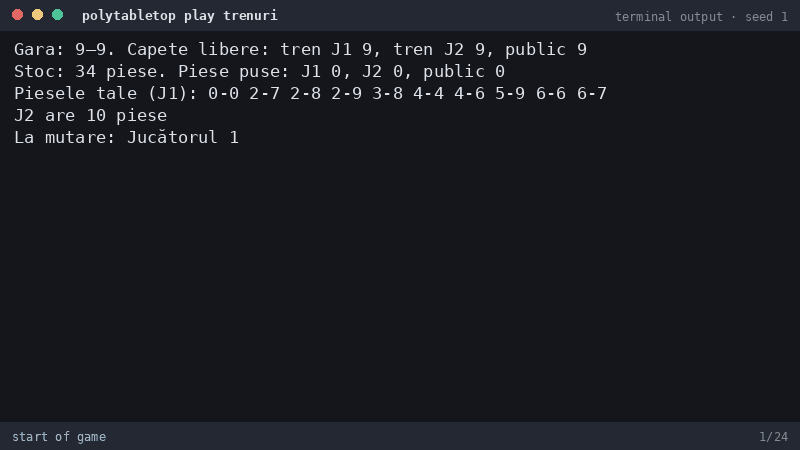 polytabletop play trenuri
terminal output · seed 1
Gara: 9–9. Capete libere: tren J1 9, tren J2 9, public 9
Stoc: 34 piese. Piese puse: J1 0, J2 0, public 0
Piesele tale (J1): 0-0 2-7 2-8 2-9 3-8 4-4 4-6 5-9 6-6 6-7
J2 are 10 piese
La mutare: Jucătorul 1
start of game
1/24